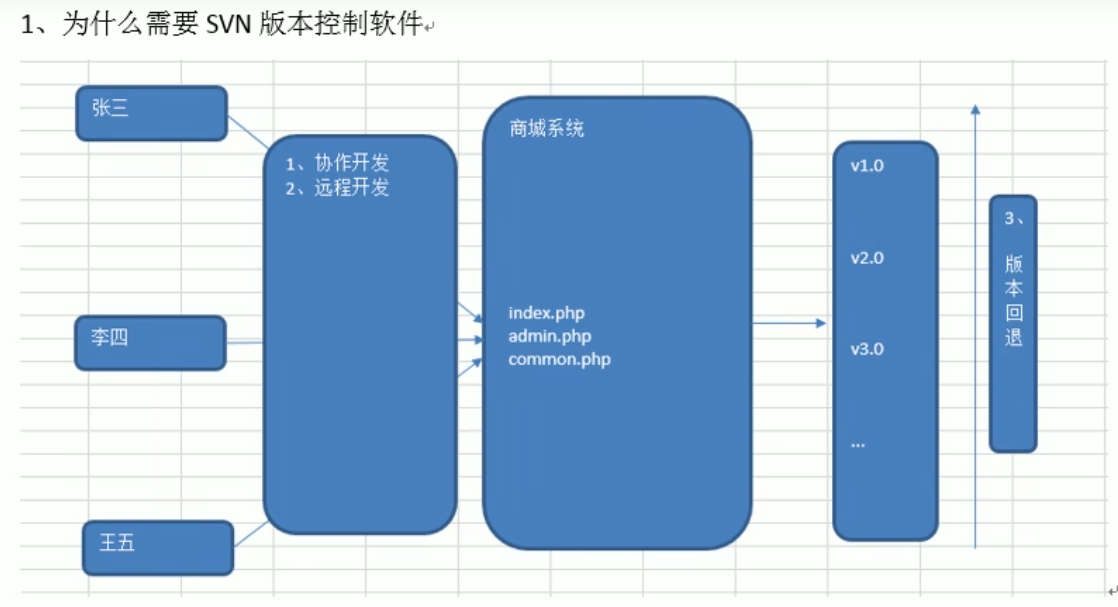 1、为什么需要 SVN 版本控制软件
张三
李四
王五
1、协作开发
2、远程开发
商城系统
index.php
admin.php
common.php
v1.0
v2.0
v3.0
...
3、
版
本
回
退